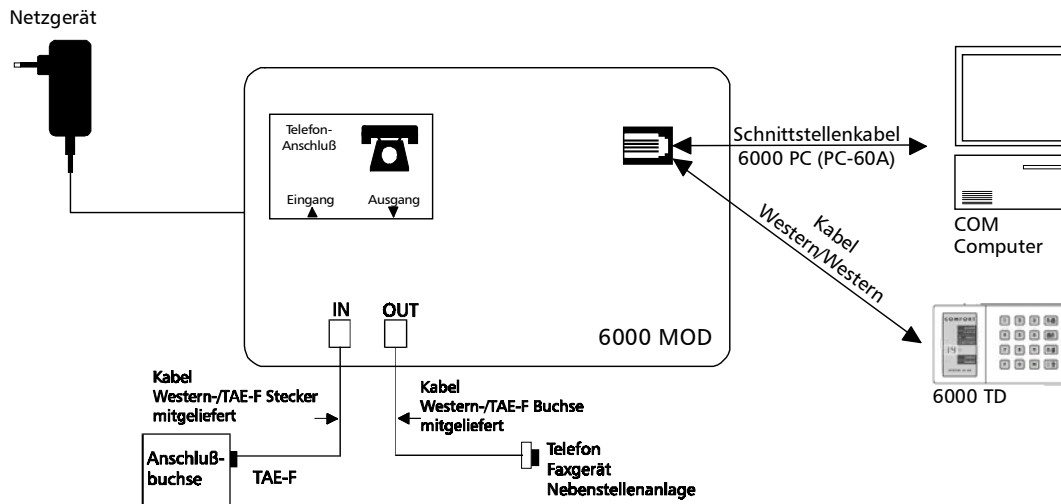 Netzgerät
Telefon-
Anschluß
Eingang
Ausgang
Schnittstellenkabel
6000 PC (PC-60A)
COM
Computer
Kabel
Western/Western
IN
OUT
6000 MOD
COMFORT
6000 TD
Kabel
Western-/TAE-F Stecker
mitgeliefert
Kabel
Western-/TAE-F Buchse
mitgeliefert
Anschluß-
buchse
TAE-F
Telefon
Faxgerät
Nebenstellenanlage